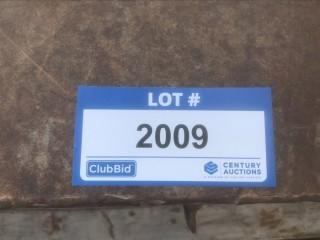 LOT #
2009
ClubBid
CENTURY
AUCTIONS